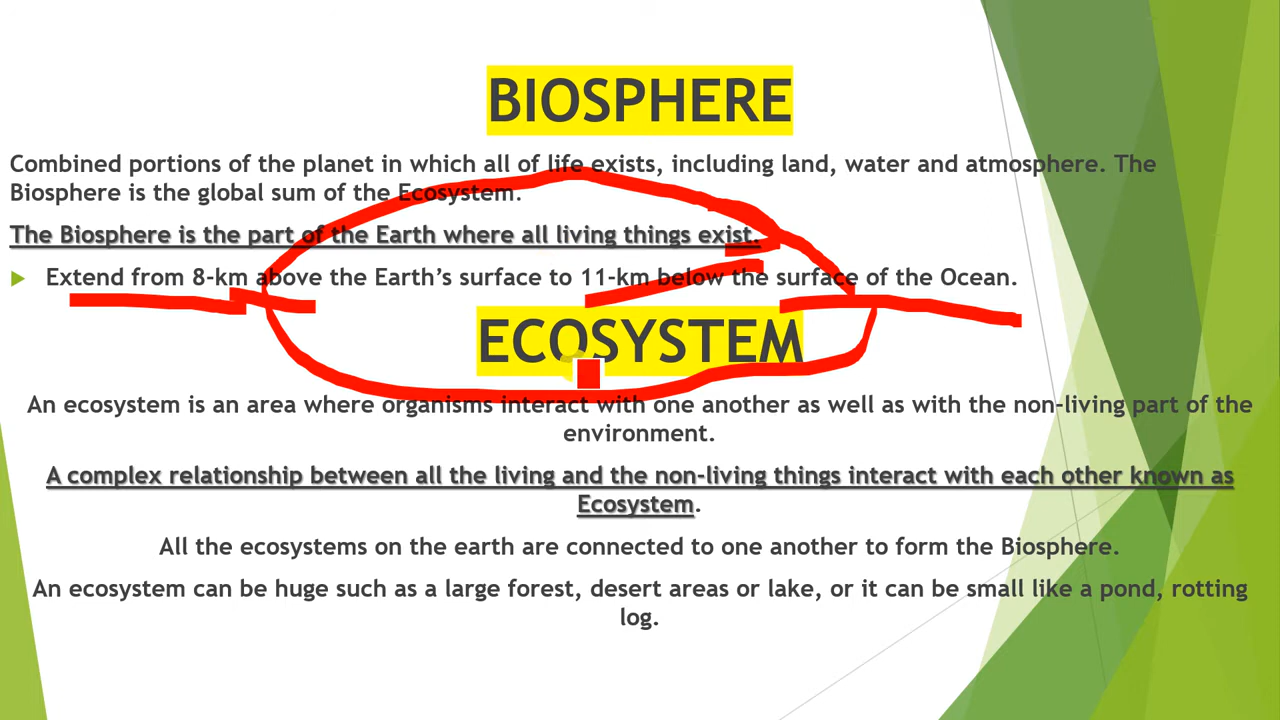 BIOSPHERE
Combined portions of the planet in which all of life exists, including land, water and atmosphere. The
Biosphere is the global sum of the Ecosystem.
The Biosphere is the part of the Earth where all living things exist.
Extend from 8-km above the Earth’s surface to 11-km below the surface of the Ocean.
ECOSYSTEM
An ecosystem is an area where organisms interact with one another as well as with the non-living part of the
environment.
A complex relationship between all the living and the non-living things interact with each other known as
Ecosystem.
All the ecosystems on the earth are connected to one another to form the Biosphere.
An ecosystem can be huge such as a large forest, desert areas or lake, or it can be small like a pond, rotting
log.